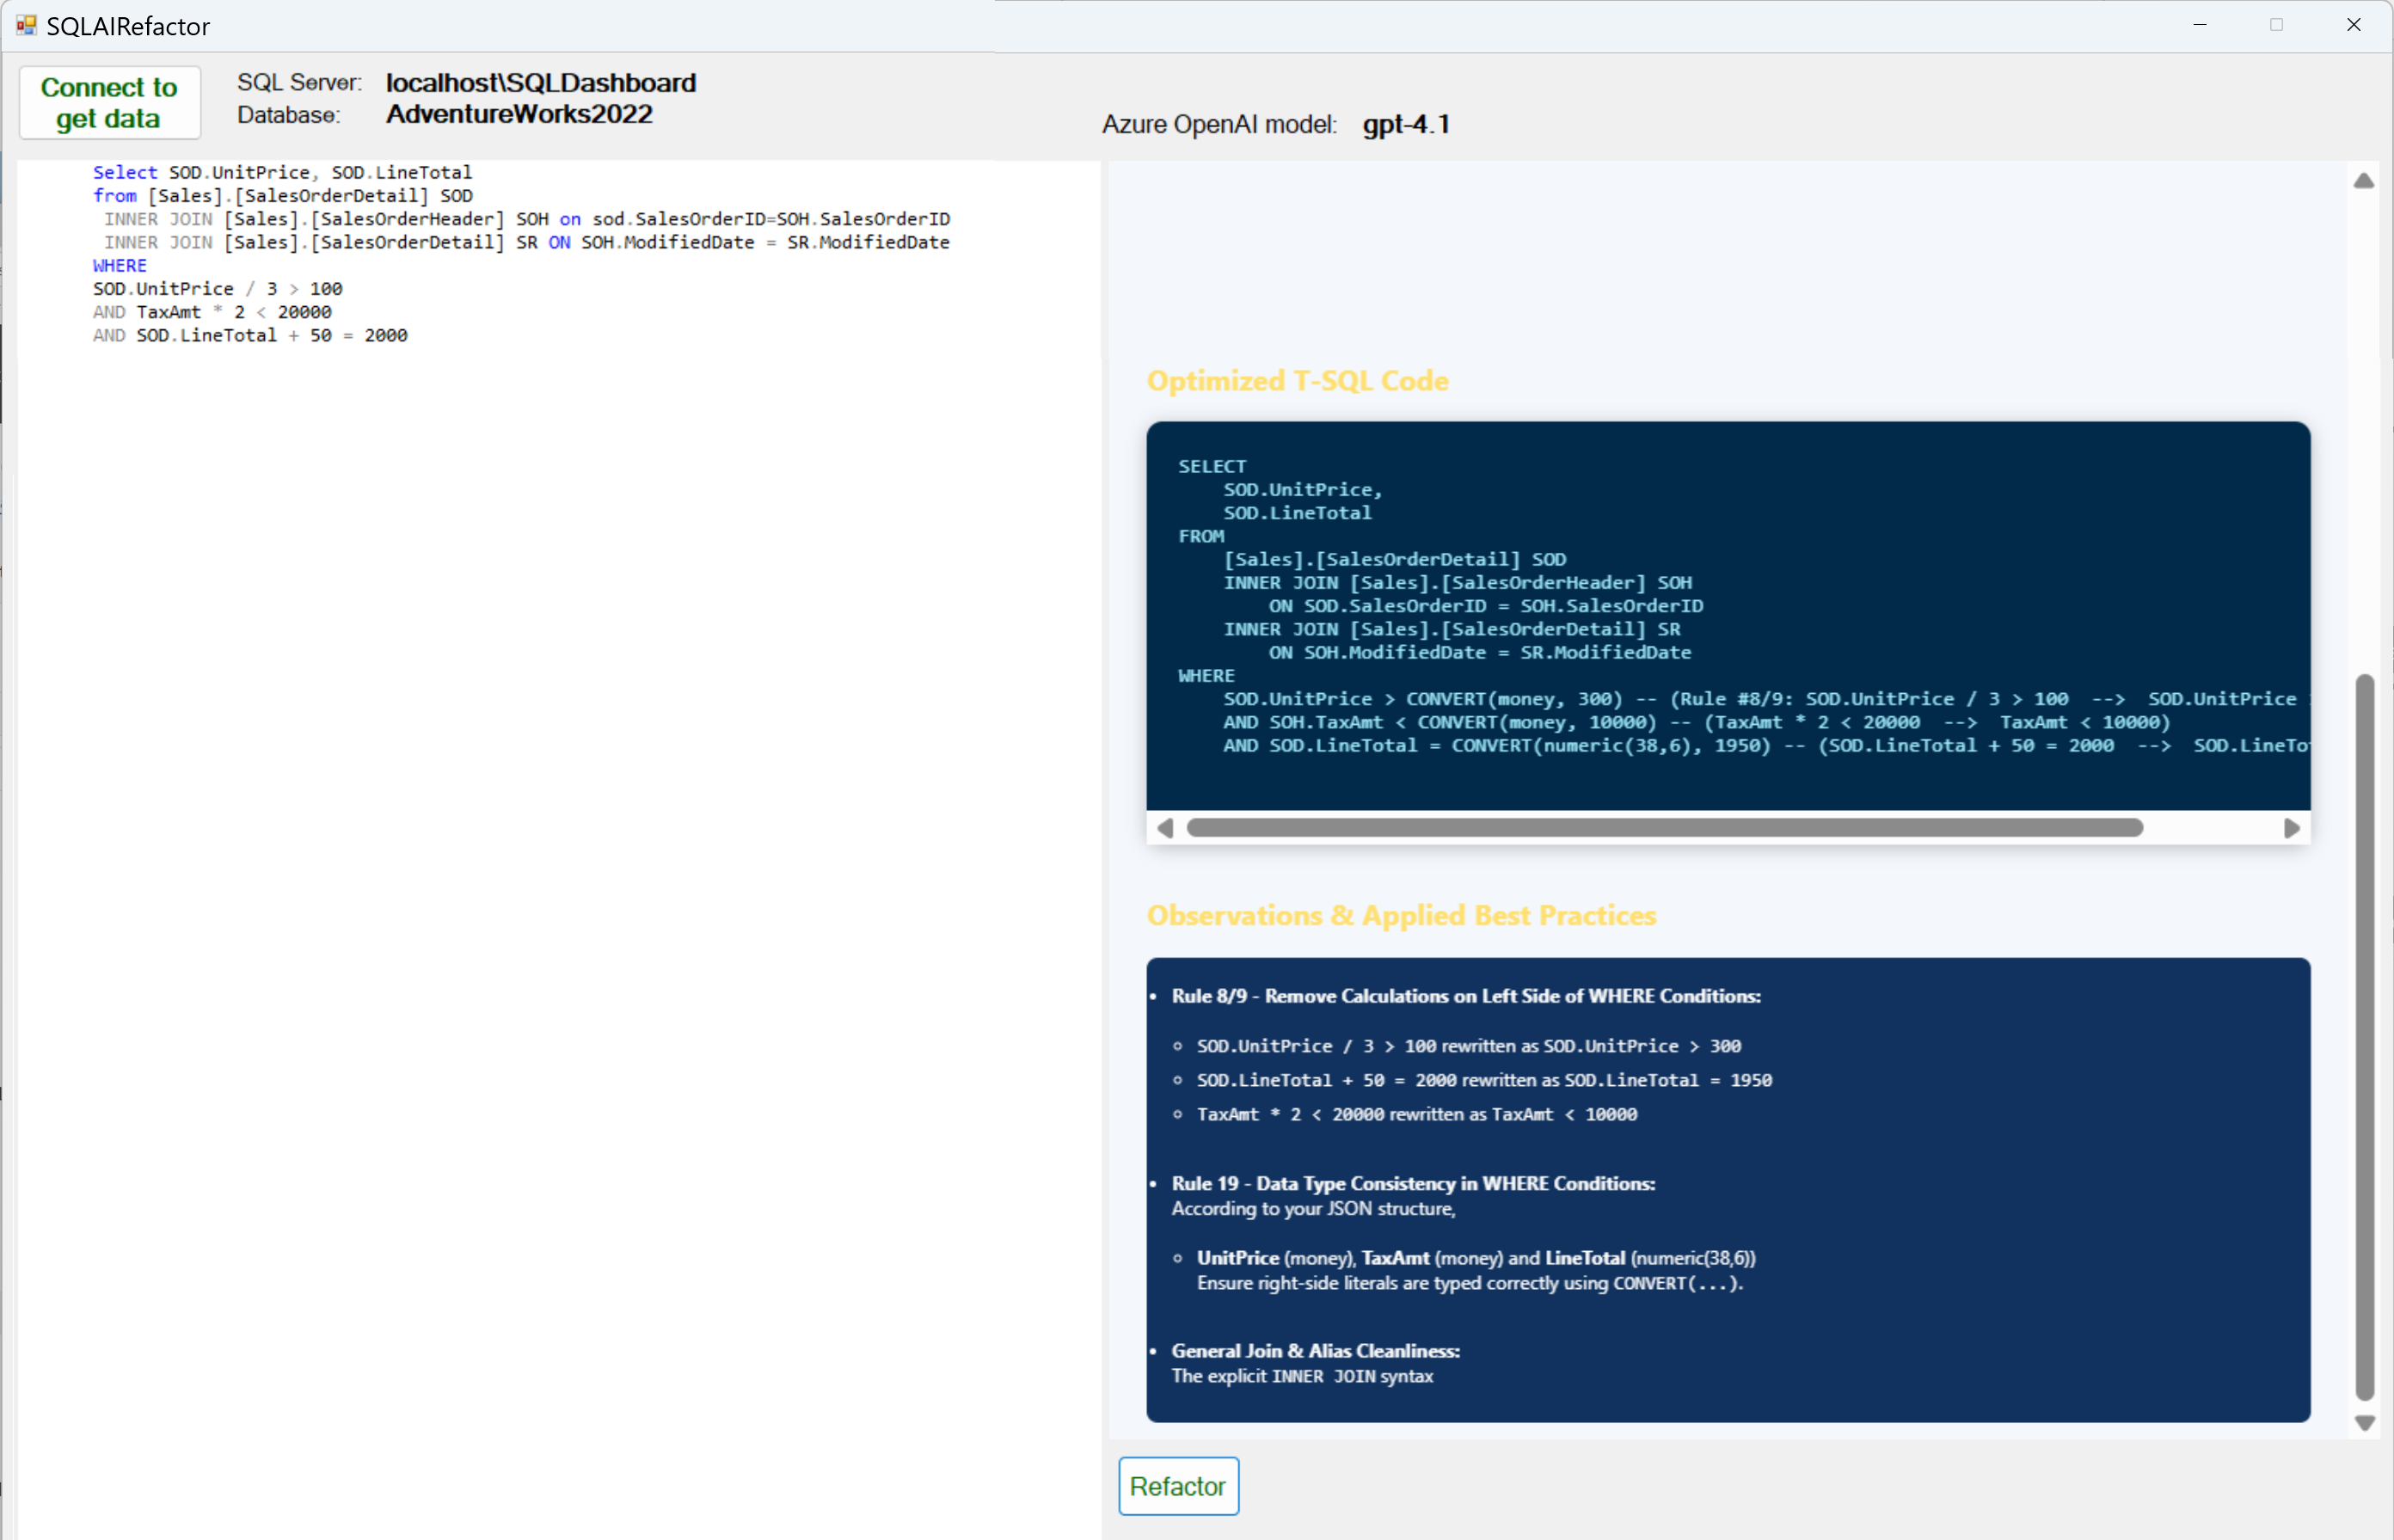 SQLAIRefactor
Connect to
get data
SQL Server: localhost\SQLDashboard
Database: AdventureWorks2022
Azure OpenAI model: gpt-4.1
Select SOD.UnitPrice, SOD.LineTotal
from [Sales].[SalesOrderDetail] SOD
INNER JOIN [Sales].[SalesOrderHeader] SOH on sod.SalesOrderID=SOH.SalesOrderID
INNER JOIN [Sales].[SalesOrderDetail] SR ON SOH.ModifiedDate = SR.ModifiedDate
WHERE
SOD.UnitPrice / 3 > 100
AND TaxAmt * 2 < 20000
AND SOD.LineTotal + 50 = 2000
Optimized T-SQL Code
SELECT
SOD.UnitPrice,
SOD.LineTotal
FROM
[Sales].[SalesOrderDetail] SOD
INNER JOIN [Sales].[SalesOrderHeader] SOH
ON SOD.SalesOrderID = SOH.SalesOrderID
INNER JOIN [Sales].[SalesOrderDetail] SR
ON SOH.ModifiedDate = SR.ModifiedDate
WHERE
SOD.UnitPrice > CONVERT(money, 300) -- (Rule #8/9: SOD.UnitPrice / 3 > 100 --> SOD.UnitPrice
AND SOH.TaxAmt < CONVERT(money, 10000) -- (TaxAmt * 2 < 20000 --> TaxAmt < 10000)
AND SOD.LineTotal = CONVERT(numeric(38,6), 1950) -- (SOD.LineTotal + 50 = 2000 --> SOD.LineTo
Observations & Applied Best Practices
• Rule 8/9 - Remove Calculations on Left Side of WHERE Conditions:
◦ SOD.UnitPrice / 3 > 100 rewritten as SOD.UnitPrice > 300
◦ SOD.LineTotal + 50 = 2000 rewritten as SOD.LineTotal = 1950
◦ TaxAmt * 2 < 20000 rewritten as TaxAmt < 10000
• Rule 19 - Data Type Consistency in WHERE Conditions:
According to your JSON structure,
◦ UnitPrice (money), TaxAmt (money) and LineTotal (numeric(38,6))
Ensure right-side literals are typed correctly using CONVERT(...).
• General Join & Alias Cleanliness:
The explicit INNER JOIN syntax
Refactor